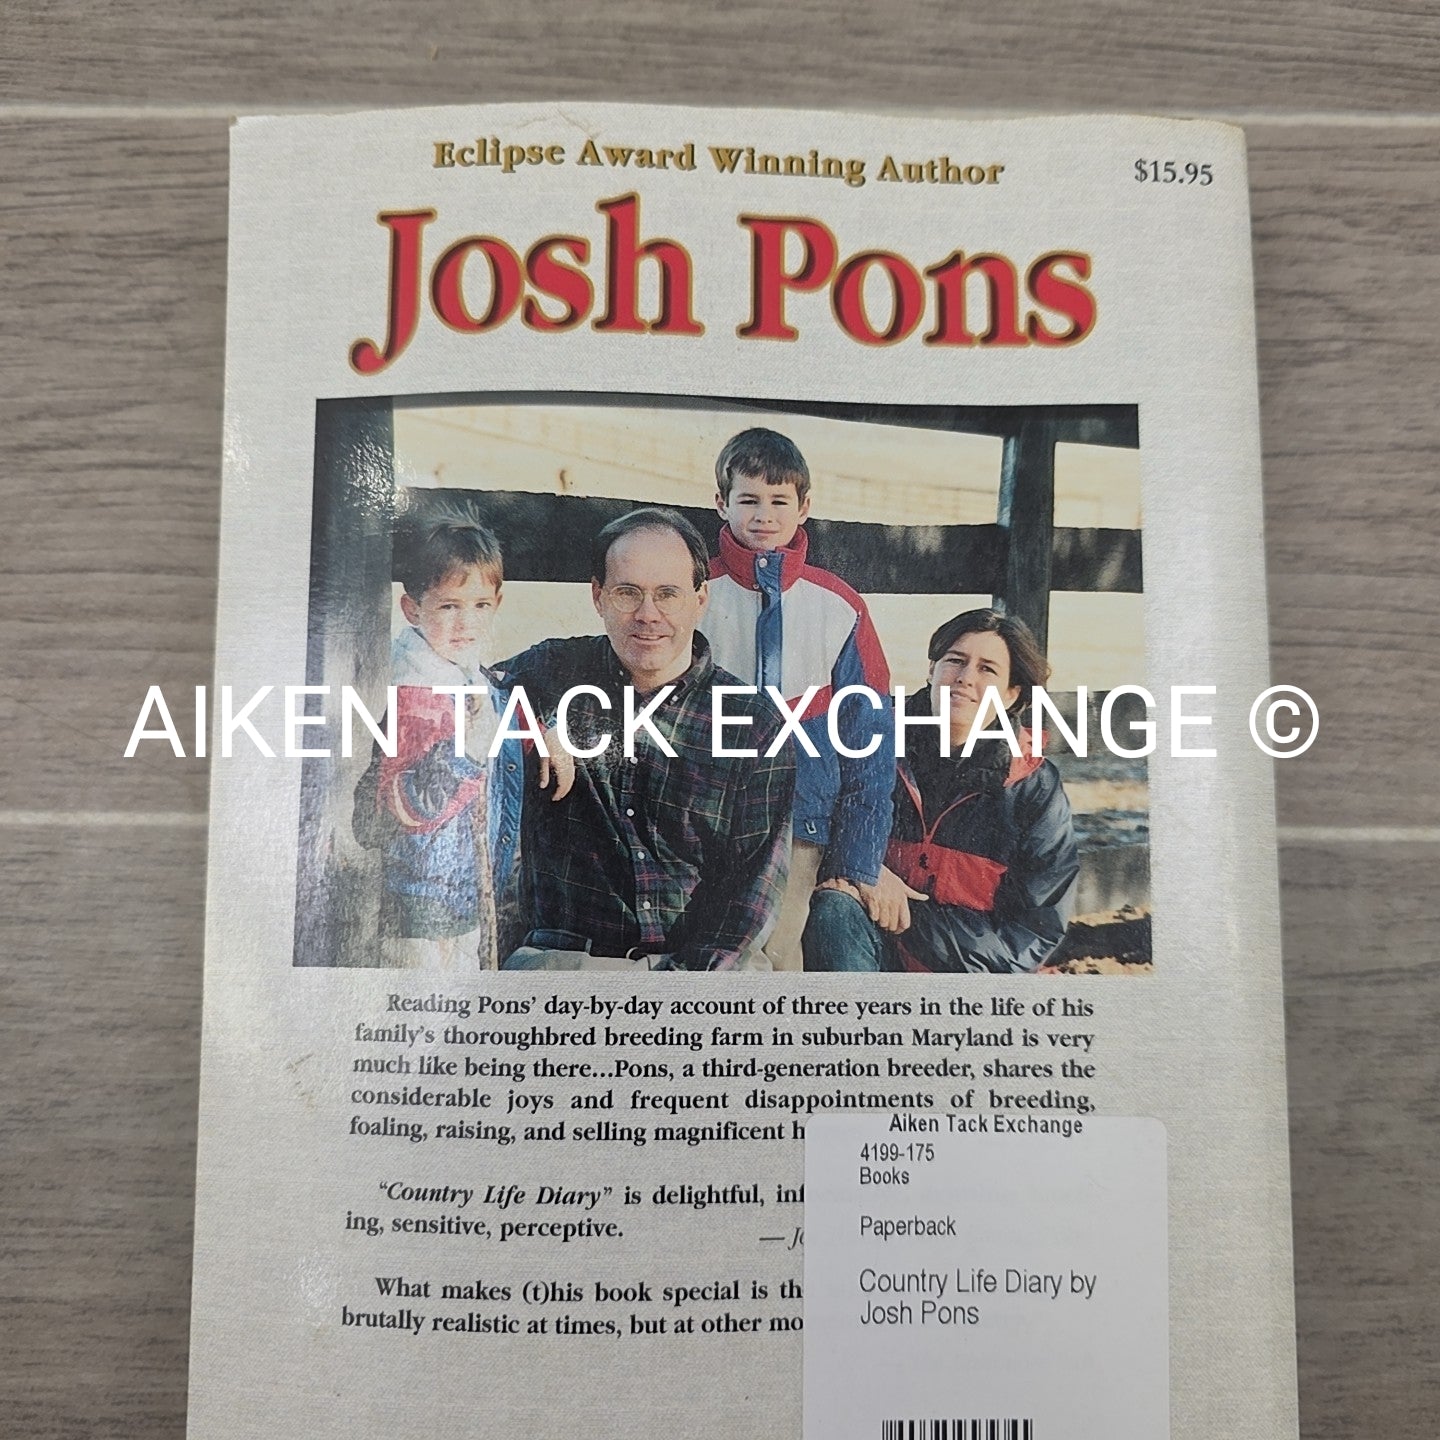 Eclipse Award Winning Author
$15.95
Josh Pons
AIKEN TACK EXCHANGE ©
Reading Pons' day-by-day account of three years in the life of his
family's thoroughbred breeding farm in suburban Maryland is very
much like being there...Pons, a third-generation breeder, shares the
considerable joys and frequent disappointments of breeding,
foaling, raising, and selling magnificent
"Country Life Diary" is delightful,
ing, sensitive, perceptive.
What makes (t)his book special is
brutally realistic at times, but at other
Aiken Tack Exchange
4199-175
Books
Paperback
Country Life Diary by
Josh Pons